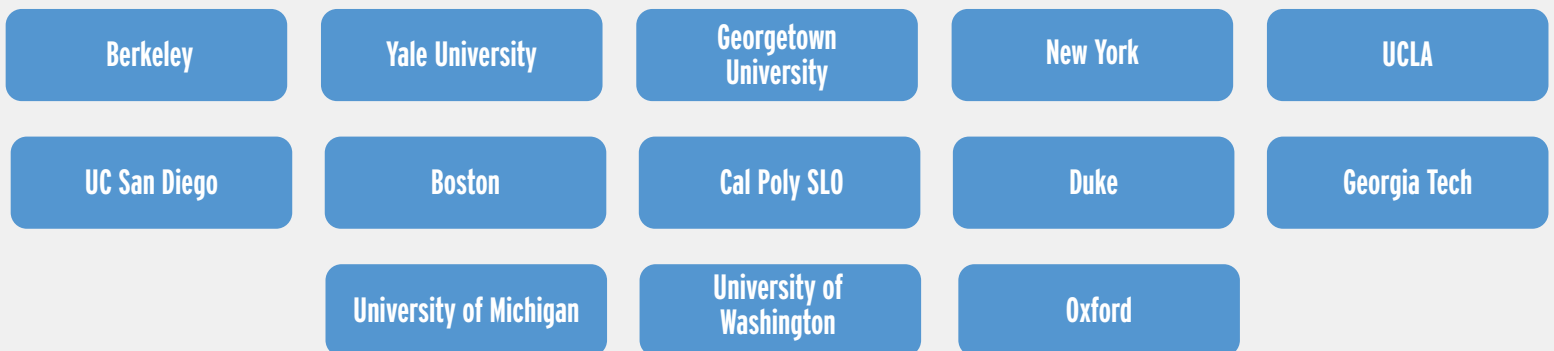 Berkeley
Yale University
Georgetown
University
New York
UCLA
UC San Diego
Boston
Cal Poly SLO
Duke
Georgia Tech
University of Michigan
University of
Washington
Oxford